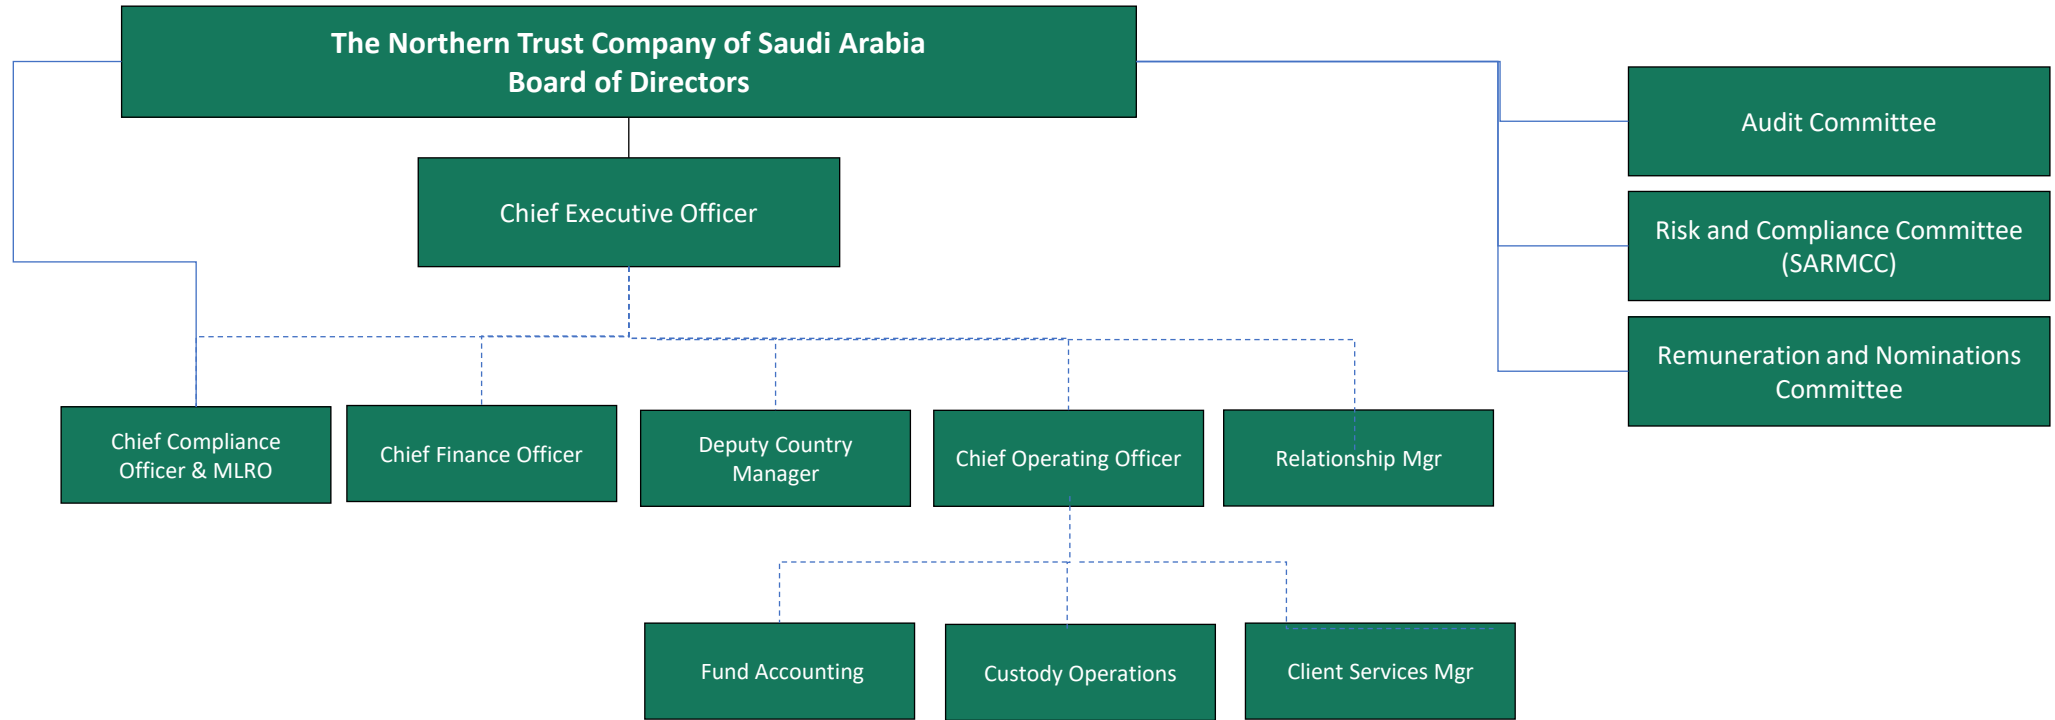 The Northern Trust Company of Saudi Arabia
Board of Directors
Audit Committee
Chief Executive Officer
Risk and Compliance Committee
(SARMCC)
Remuneration and Nominations
Committee
Chief Compliance
Officer & MLRO
Chief Finance Officer
Deputy Country
Manager
Chief Operating Officer
Relationship Mgr
Fund Accounting
Custody Operations
Client Services Mgr